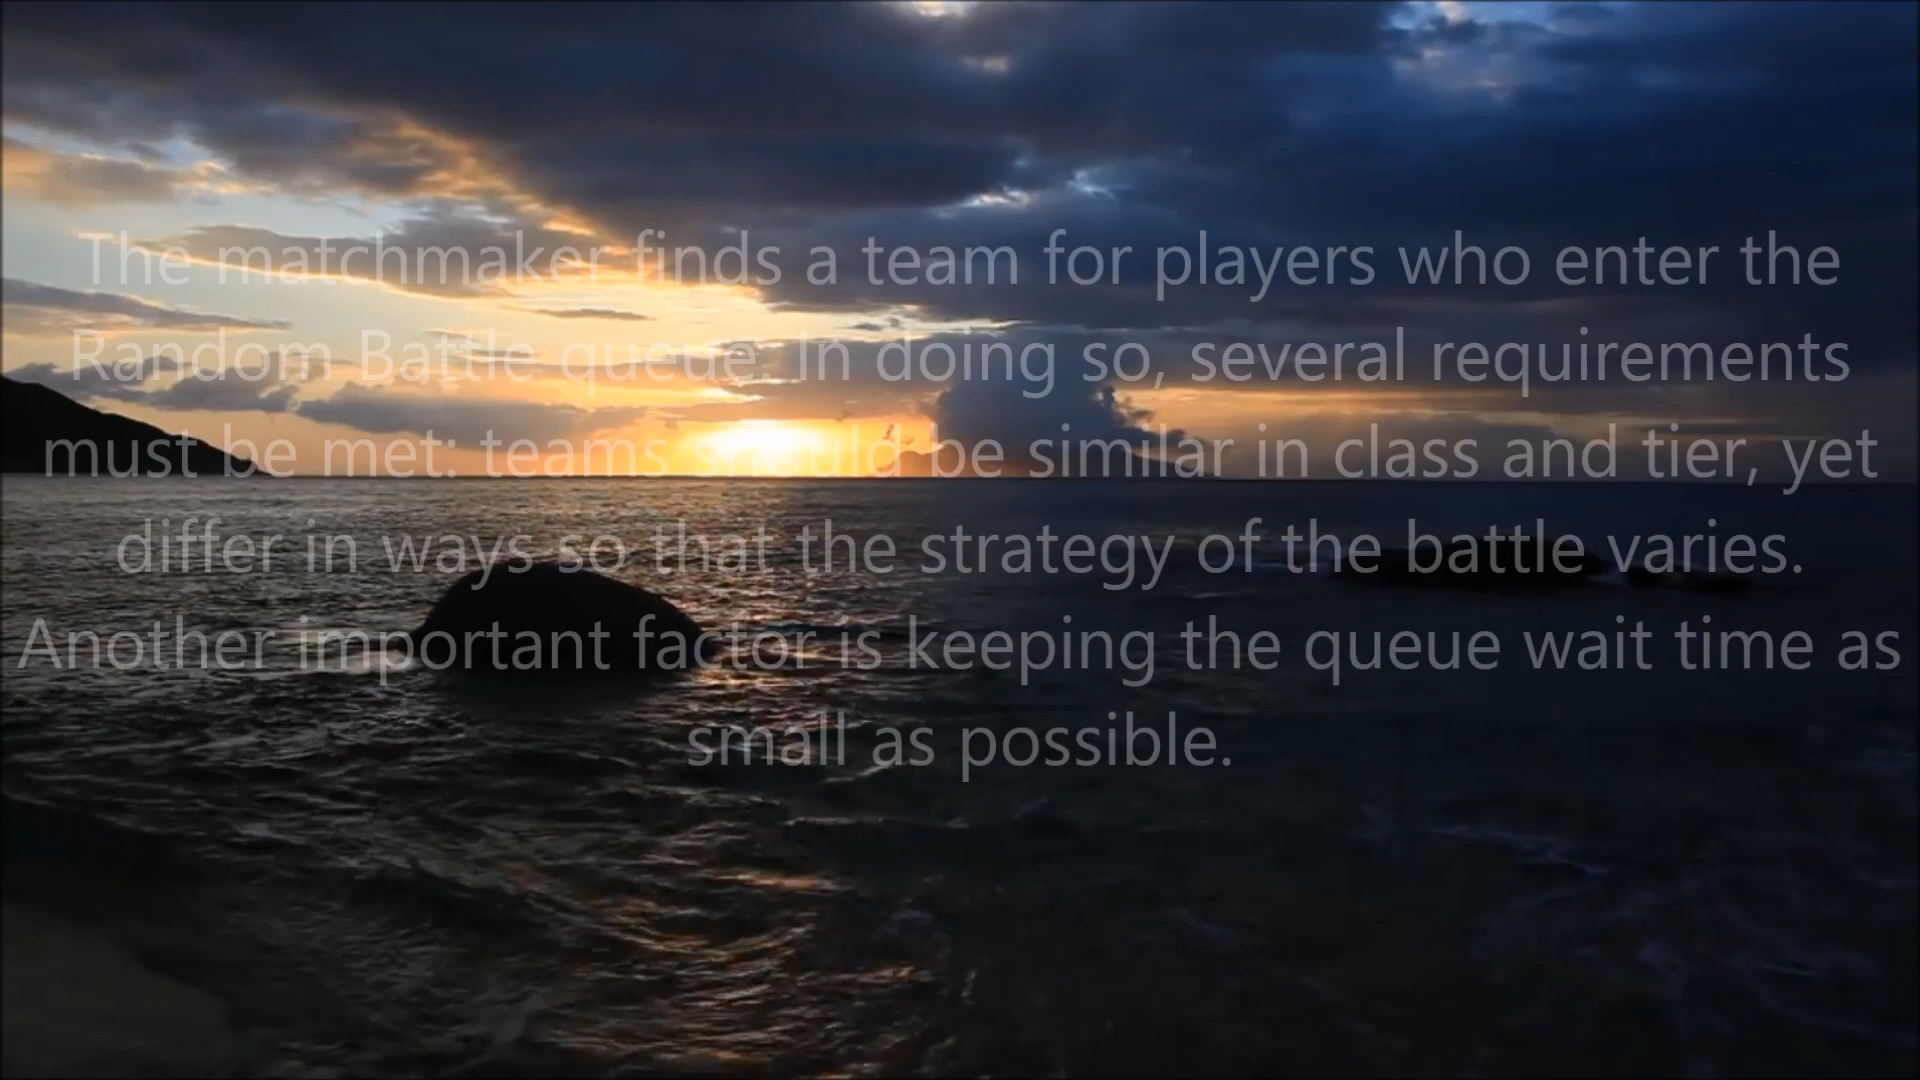 The matchmaker finds a team for players who enter the
Random Battle queue. In doing so, several requirements
must be met: teams should be similar in class and tier, yet
differ in ways so that the strategy of the battle varies.
Another important factor is keeping the queue wait time as
small as possible.